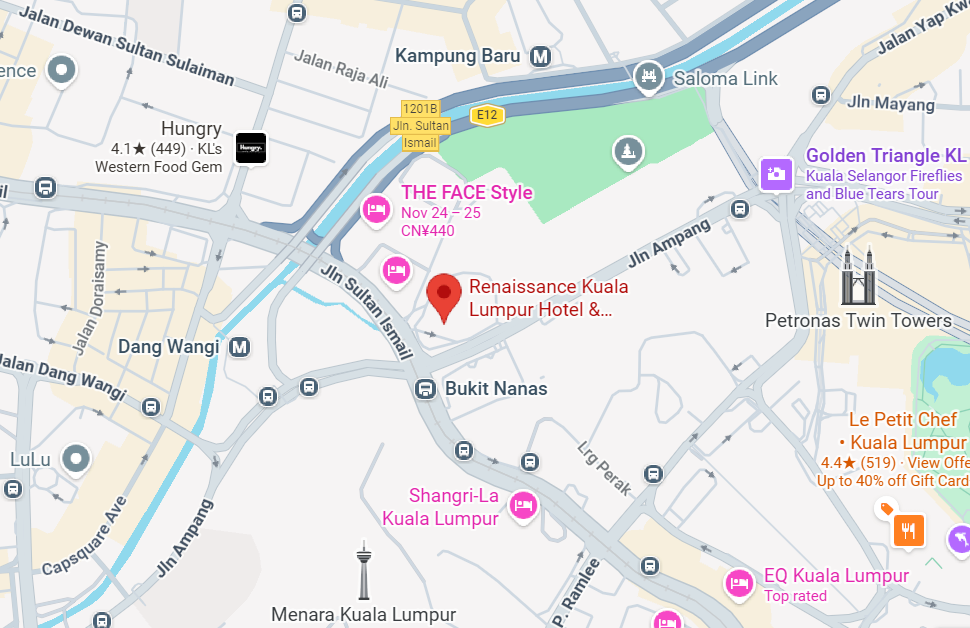 Jalan Dewan Sultan Sulaiman
Jalan Raja Ali
Kampung Baru
M
Jalan Yap Kw
ence
Saloma Link
1201B
Jln. Sultan
Ismail
E12
Jln Mayang
Hungry
4.1★ (449) · KL's
Western Food Gem
Hungry.
Golden Triangle KL
Kuala Selangor Fireflies
and Blue Tears Tour
THE FACE Style
Nov 24 – 25
CN¥440
Jln Ampang
Jalan Doraisamy
Jln Sultan Ismail
Renaissance Kuala
Lumpur Hotel &...
Petronas Twin Towers
Dang Wangi
M
Jalan Dang Wangi
Bukit Nanas
Le Petit Chef
• Kuala Lumpur
4.4★ (519) · View Offe
Up to 40% off Gift Card
LuLu
Lrg Perak
Shangri-La
Kuala Lumpur
Capsquare Ave
Jln Ampang
P. Ramlee
EQ Kuala Lumpur
Top rated
Menara Kuala Lumpur